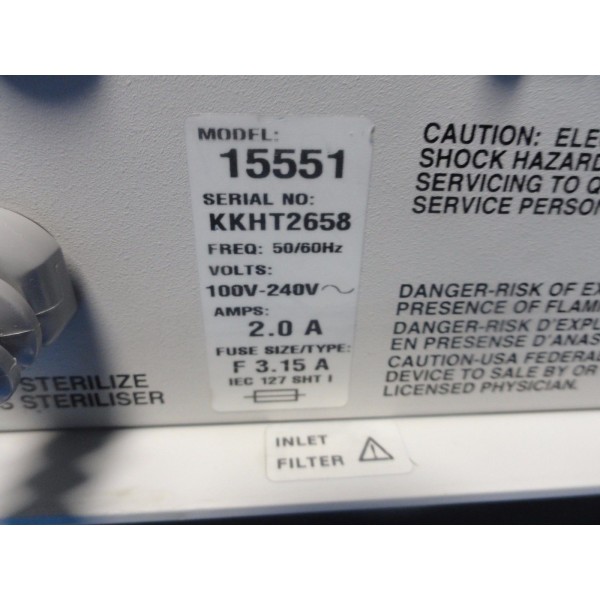 MODEL:
15551
SERIAL NO:
KKHT2658
FREQ: 50/60Hz
VOLTS:
100V-240V~
AMPS:
2.0 A
FUSE SIZE/TYPE:
F 3.15 A
IEC 127 SHT I
CAUTION: ELE
SHOCK HAZARD
SERVICING TO Q
SERVICE PERSON
DANGER-RISK OF EX
PRESENCE OF FLAM
DANGER-RISK D'EXPL
EN PRESENSE D'ANAS
CAUTION-USA FEDERAL
DEVICE TO SALE BY OR
LICENSED PHYSICIAN.
STERILIZE
STERILISER
INLET
FILTER